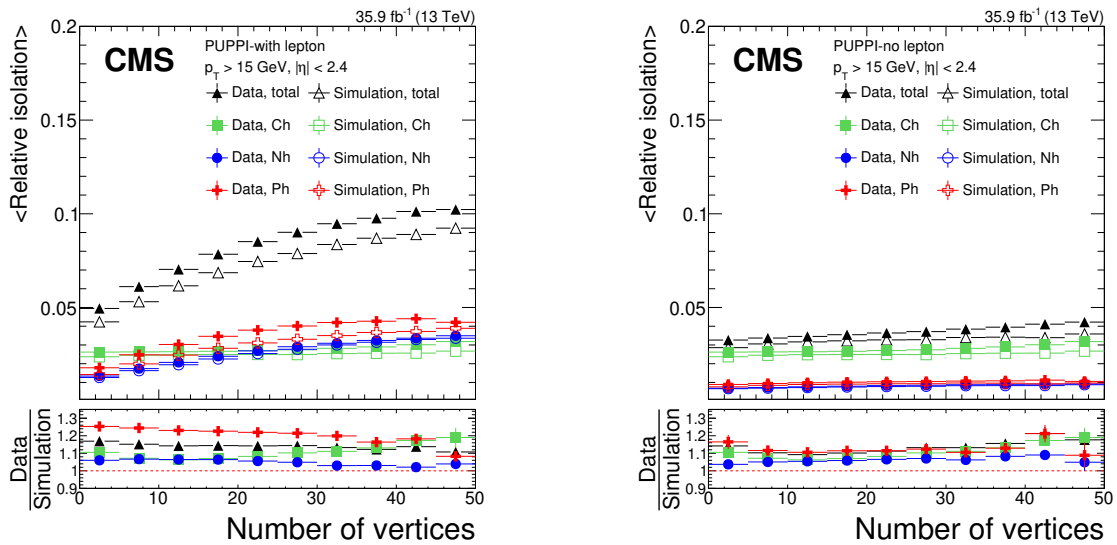 35.9 fb⁻¹ (13 TeV)
CMS
PUPPI-with lepton
p_T > 15 GeV, |η| < 2.4
Data, total
Simulation, total
Data, Ch
Simulation, Ch
Data, Nh
Simulation, Nh
Data, Ph
Simulation, Ph
<Relative isolation>
0.2
0.15
0.1
0.05
Data
Simulation
1.3
1.2
1.1
1
0.9
0 10 20 30 40 50
Number of vertices
35.9 fb⁻¹ (13 TeV)
CMS
PUPPI-no lepton
p_T > 15 GeV, |η| < 2.4
Data, total
Simulation, total
Data, Ch
Simulation, Ch
Data, Nh
Simulation, Nh
Data, Ph
Simulation, Ph
<Relative isolation>
0.2
0.15
0.1
0.05
Data
Simulation
1.3
1.2
1.1
1
0.9
0 10 20 30 40 50
Number of vertices